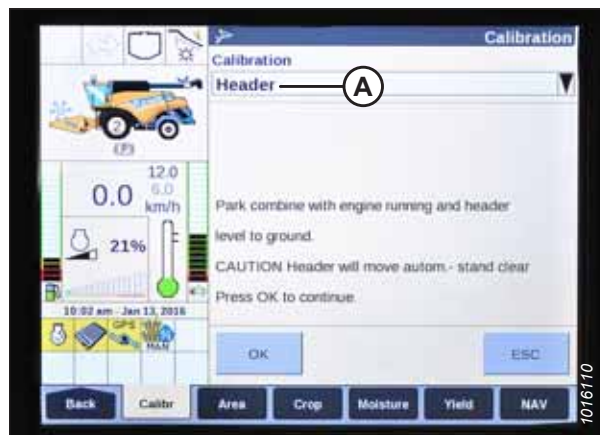 Calibration
Calibration
Header
A
2
(P)
12.0
6.0
0.0 km/h
21%
Park combine with engine running and header
level to ground.
CAUTION Header will move autom.- stand clear
Press OK to continue
10:02 am - Jan 13, 2016
GPS
MAN
OK
ESC
Back
Calibr
Area
Crop
Moisture
Yield
NAV
1016110